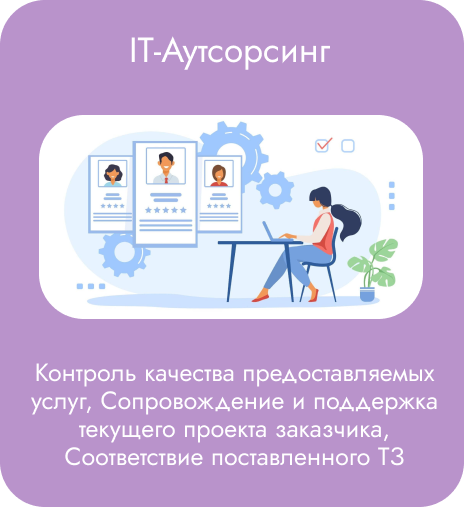 IT-Аутсорсинг
Контроль качества предоставляемых
услуг, Сопровождение и поддержка
текущего проекта заказчика,
Соответствие поставленного ТЗ